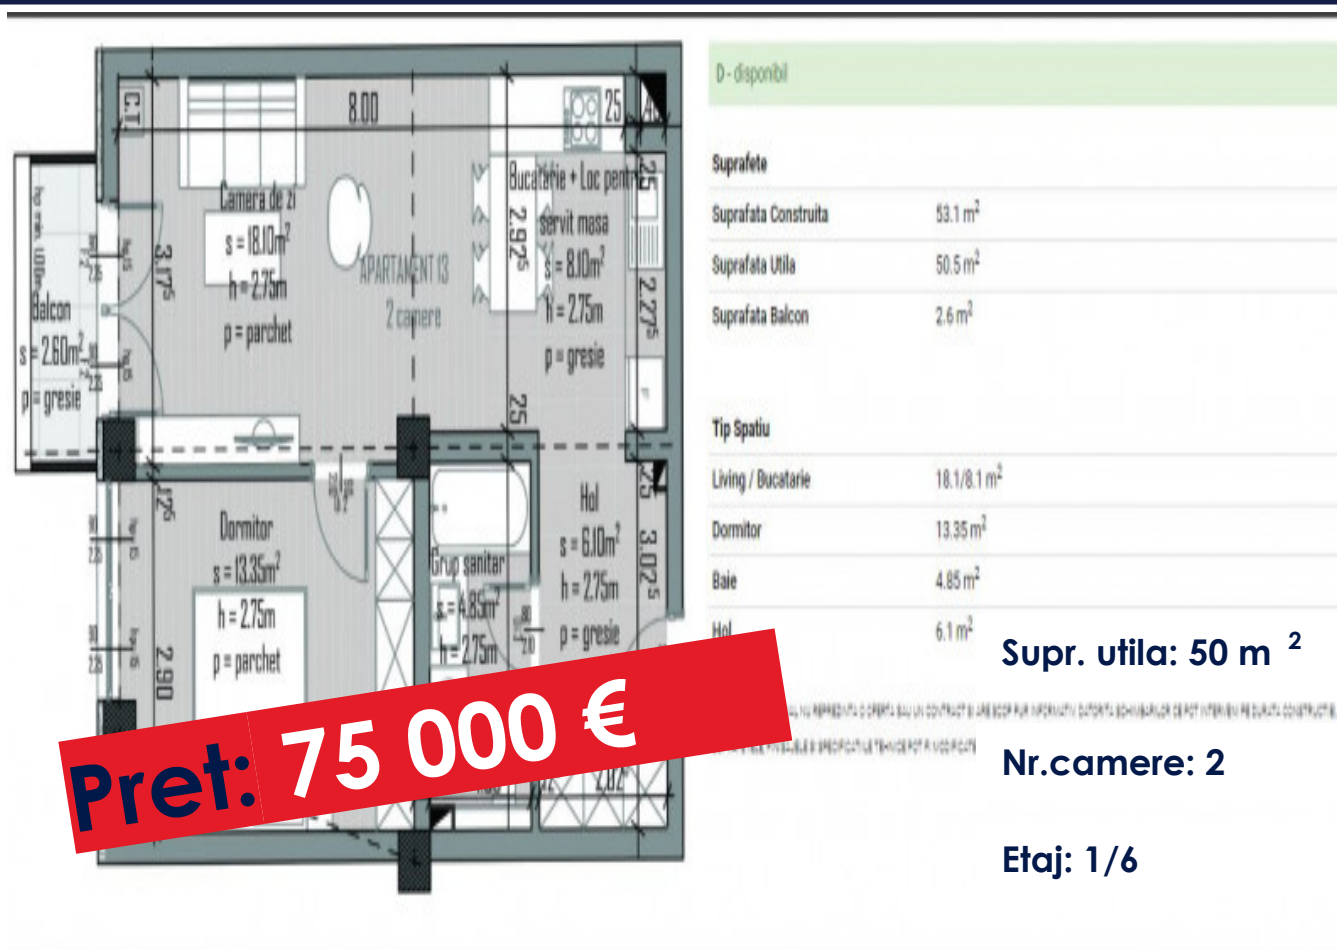 D - disponibil
Suprafete
Suprafata Construita 53.1 m²
Suprafata Utila 50.5 m²
Suprafata Balcon 2.6 m²
Tip Spatiu
Living / Bucatarie 18.1/8.1 m²
Dormitor 13.35 m²
Baie 4.85 m²
Hol 6.1 m²
Supr. utila: 50 m ²
Nr.camere: 2
Etaj: 1/6
C.T.
8.00
25
Camera de zi
s = 18.10m²
h = 2.75m
p = parchet
3.17⁵
APARTAMENT 13
2 camere
Bucatarie + Loc pentru
servit masa
s = 8.10m²
h = 2.75m
p = gresie
2.92⁵
25
2.27⁵
25
Balcon
s = 2.60m²
p = gresie
Dormitor
s = 13.35m²
h = 2.75m
p = parchet
12⁵
2.90
Grup sanitar
s = 4.85m²
h = 2.75m
Hol
s = 6.10m²
h = 2.75m
p = gresie
25
3.02⁵
2.02
Pret: 75 000 €